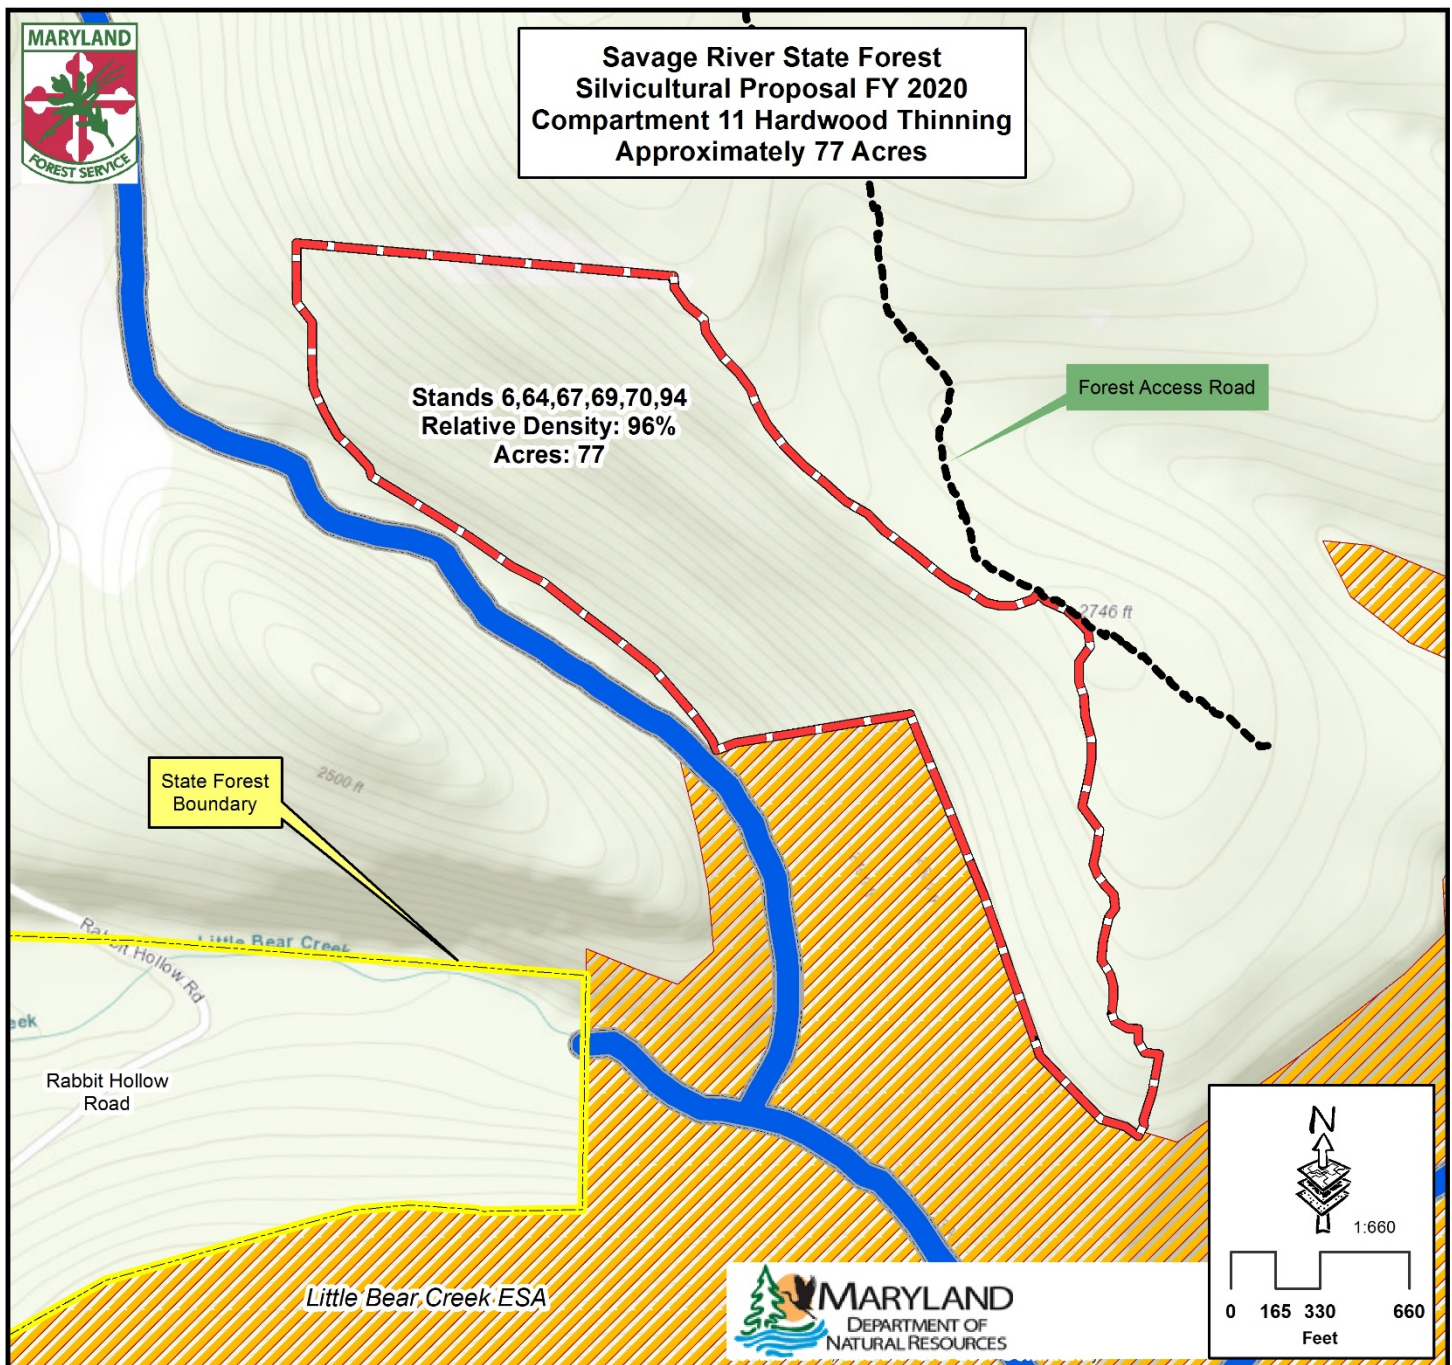 MARYLAND
FOREST SERVICE
Savage River State Forest
Silvicultural Proposal FY 2020
Compartment 11 Hardwood Thinning
Approximately 77 Acres
Forest Access Road
Stands 6,64,67,69,70,94
Relative Density: 96%
Acres: 77
2746 ft
State Forest
Boundary
2500 ft
Little Bear Creek
Rabbit Hollow Rd
eek
Rabbit Hollow
Road
Little Bear Creek ESA
MARYLAND
DEPARTMENT OF
NATURAL RESOURCES
N
1:660
0 165 330 660
Feet